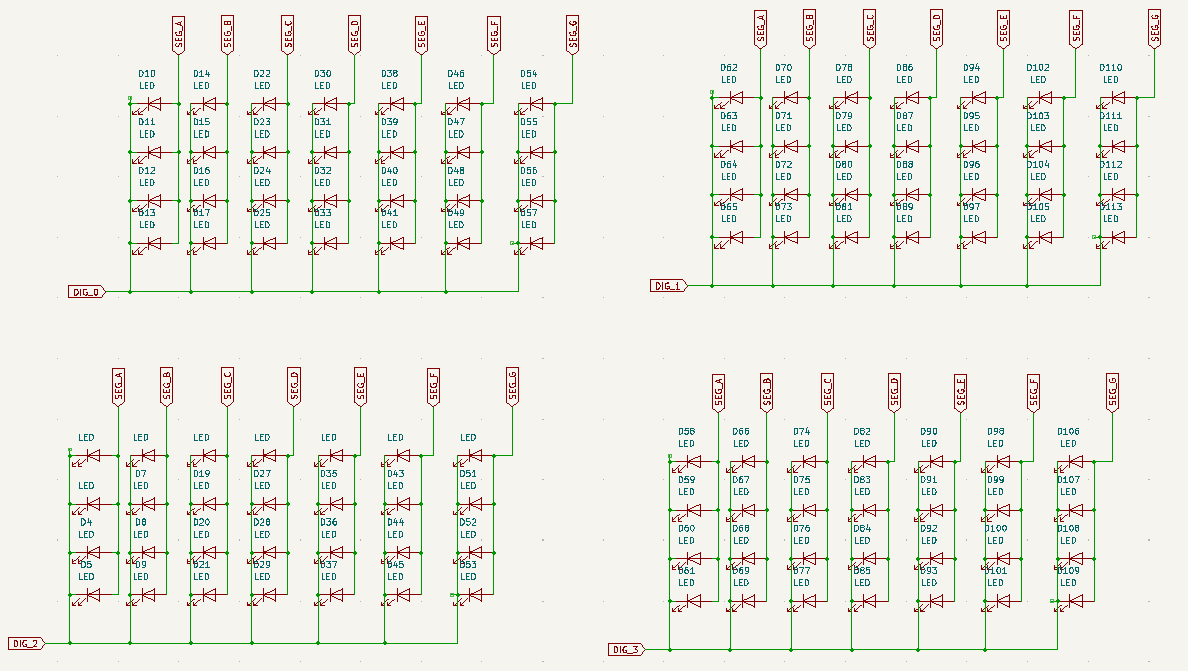 SEG_A SEG_B SEG_C SEG_D SEG_E SEG_F SEG_G
D10 D14 D22 D30 D38 D46 D54
LED LED LED LED LED LED LED
D11 D15 D23 D31 D39 D47 D55
LED LED LED LED LED LED LED
D12 D16 D24 D32 D40 D48 D56
LED LED LED LED LED LED LED
D13 D17 D25 D33 D41 D49 D57
LED LED LED LED LED LED LED
DIG_0
SEG_A SEG_B SEG_C SEG_D SEG_E SEG_F SEG_G
D62 D70 D78 D86 D94 D102 D110
LED LED LED LED LED LED LED
D63 D71 D79 D87 D95 D103 D111
LED LED LED LED LED LED LED
D64 D72 D80 D88 D96 D104 D112
LED LED LED LED LED LED LED
D65 D73 D81 D89 D97 D105 D113
LED LED LED LED LED LED LED
DIG_1
SEG_A SEG_B SEG_C SEG_D SEG_E SEG_F SEG_G
LED LED LED LED LED LED LED
D7 D19 D27 D35 D43 D51
LED LED LED LED LED LED LED
D4 D8 D20 D28 D36 D44 D52
LED LED LED LED LED LED LED
D5 D9 D21 D29 D37 D45 D53
LED LED LED LED LED LED LED
DIG_2
SEG_A SEG_B SEG_C SEG_D SEG_E SEG_F SEG_G
D58 D66 D74 D82 D90 D98 D106
LED LED LED LED LED LED LED
D59 D67 D75 D83 D91 D99 D107
LED LED LED LED LED LED LED
D60 D68 D76 D84 D92 D100 D108
LED LED LED LED LED LED LED
D61 D69 D77 D85 D93 D101 D109
LED LED LED LED LED LED LED
DIG_3